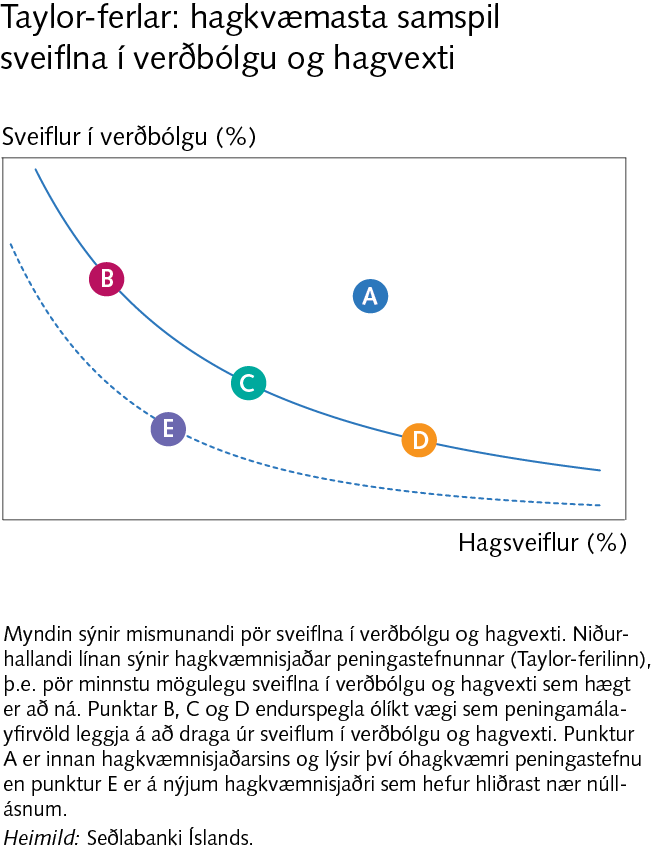 Taylor-ferlar: hagkvæmasta samspil
sveiflna í verðbólgu og hagvexti
Sveiflur í verðbólgu (%)
B
A
C
E
D
Hagsveiflur (%)
Myndin sýnir mismunandi pör sveiflna í verðbólgu og hagvexti. Niður-
hallandi línan sýnir hagkvæmnisjaðar peningastefnunnar (Taylor-ferilinn),
þ.e. pör minnstu mögulegu sveiflna í verðbólgu og hagvexti sem hægt
er að ná. Punktar B, C og D endurspegla ólíkt vægi sem peningamála-
yfirvöld leggja á að draga úr sveiflum í verðbólgu og hagvexti. Punktur
A er innan hagkvæmnisjaðarsins og lýsir því óhagkvæmri peningastefnu
en punktur E er á nýjum hagkvæmnisjaðri sem hefur hliðrast nær núll-
ásnum.
Heimild: Seðlabanki Íslands.